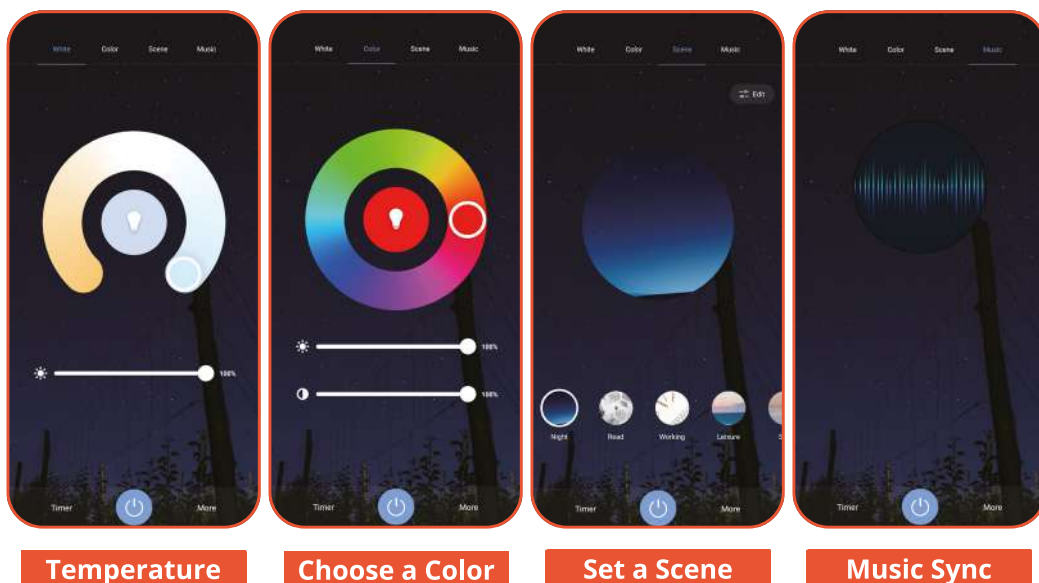 White Color Scene Music
100%
Timer More
Temperature
White Color Scene Music
100%
100%
Timer More
Choose a Color
White Color Scene Music
Edit
Night Read Working Leisure S
Timer More
Set a Scene
White Color Scene Music
Timer More
Music Sync